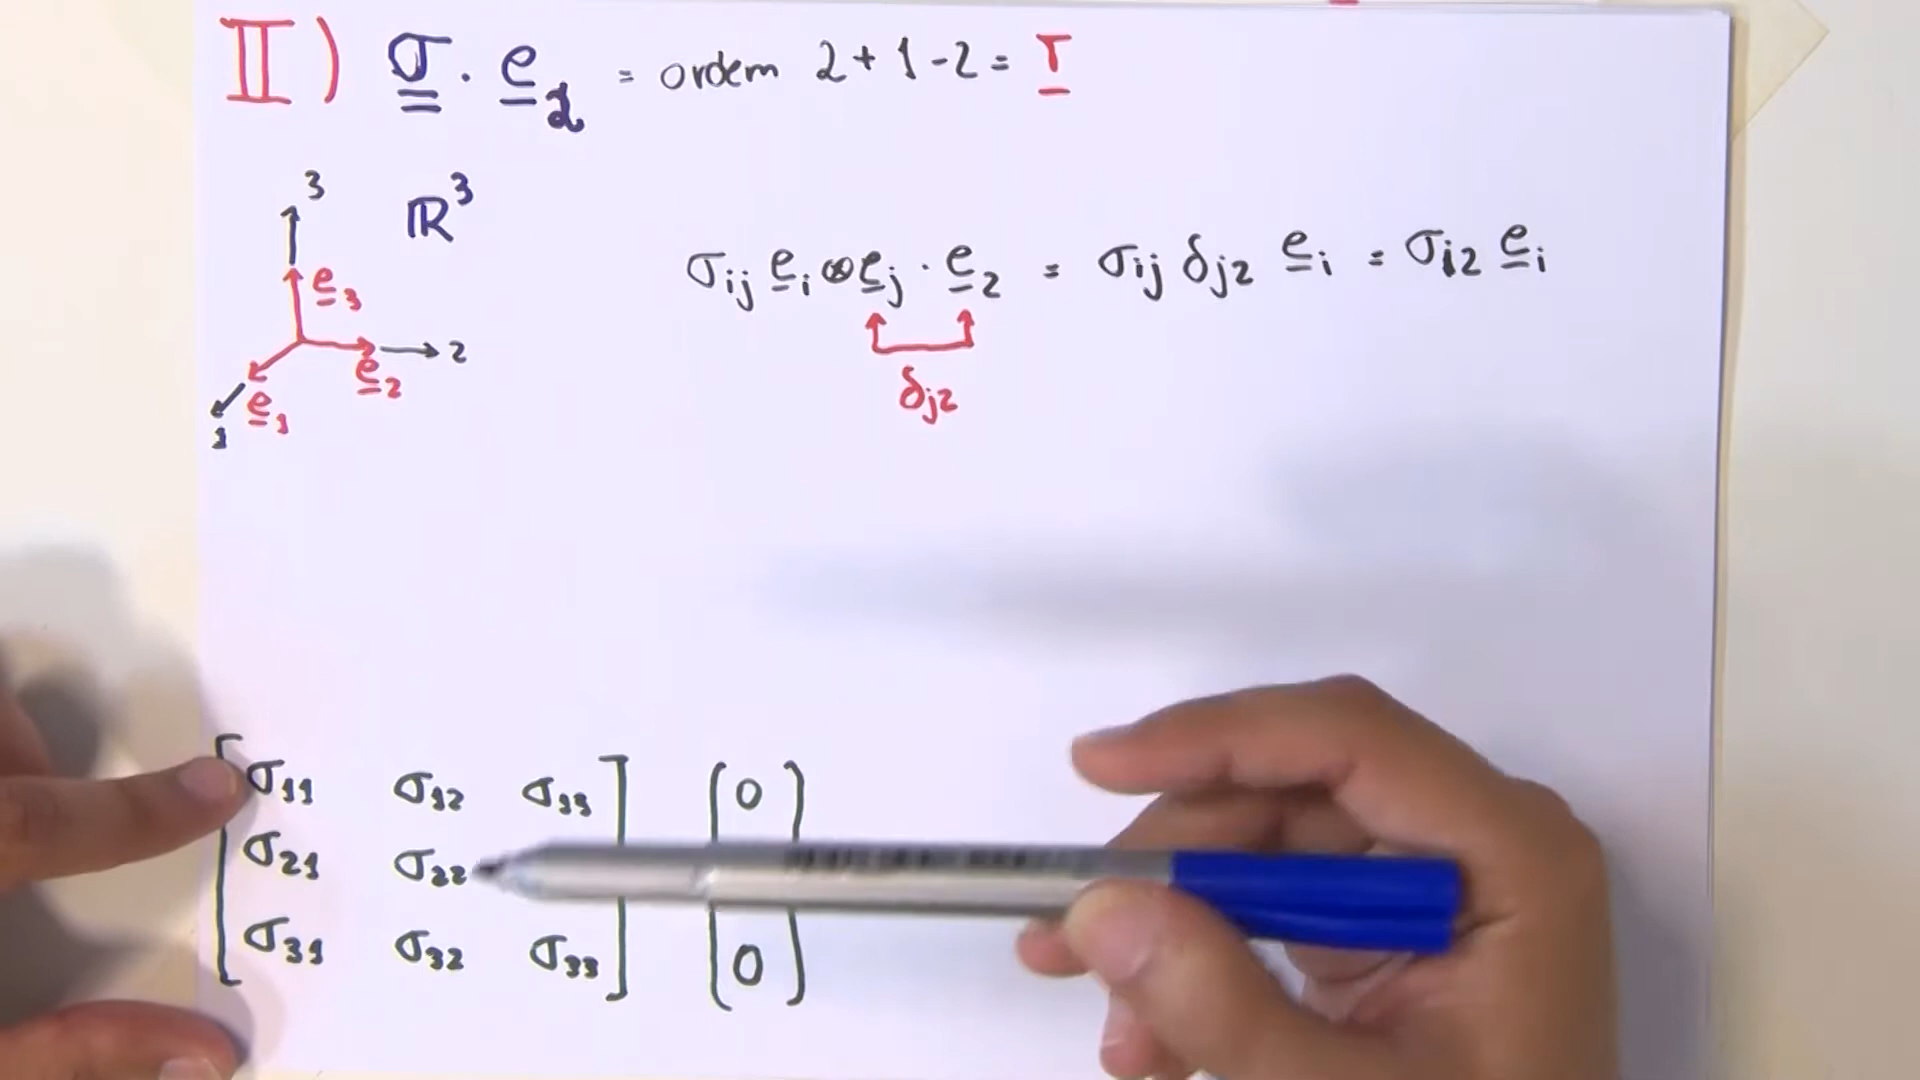 II) σ · e₂ = ordem 2 + 1 - 2 = 1
3 ℝ³
e₃
2
e₂
e₁
1
σij ei ⊗ ej · e₂ = σij δj2 ei = σi2 ei
δj2
[σ11 σ12 σ13] [0]
σ21 σ22
σ31 σ32 σ33 0